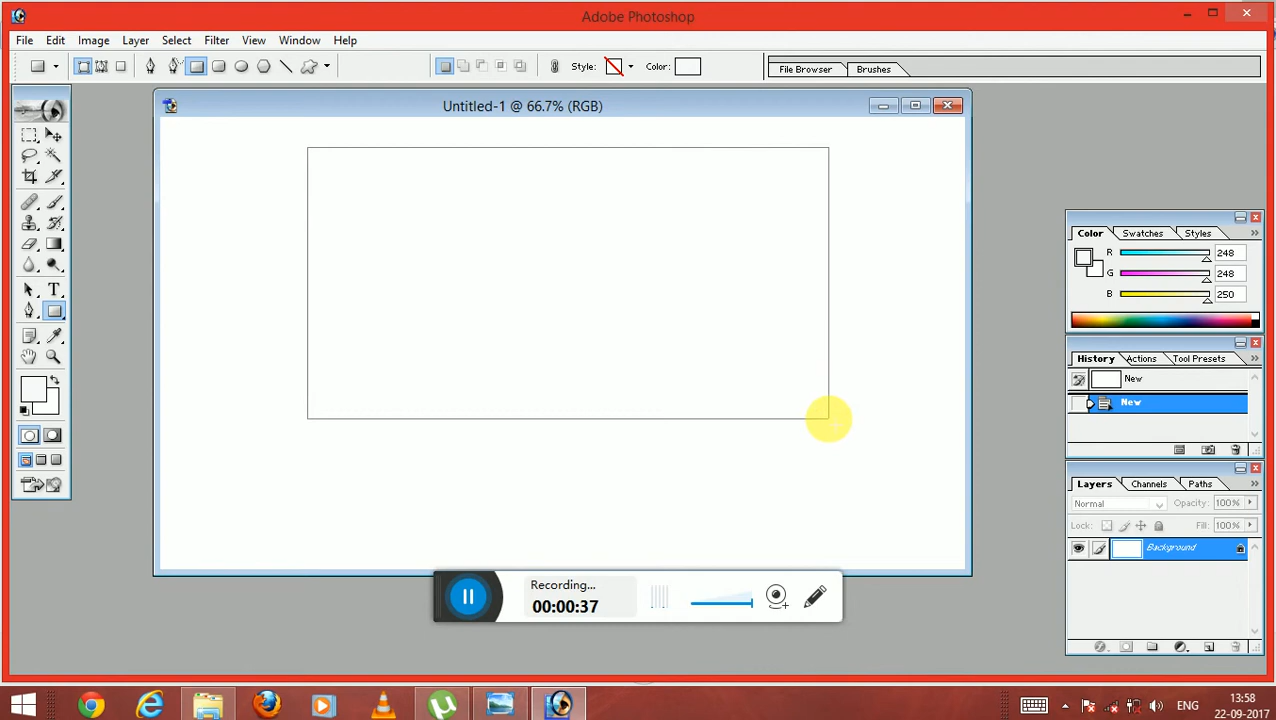 Adobe Photoshop
File Edit Image Layer Select Filter View Window Help
Style: Color: File Browser Brushes
Untitled-1 @ 66.7% (RGB)
Color Swatches Styles
R 248
G 248
B 250
History Actions Tool Presets
New
New
Layers Channels Paths
Normal Opacity: 100%
Lock: Fill: 100%
Background
Recording...
00:00:37
13:58
ENG
22-09-2017